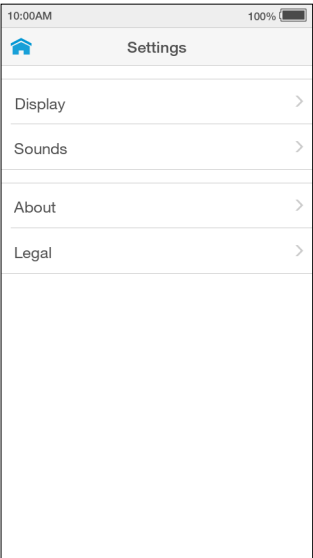 10:00AM 100%
Settings
Display
Sounds
About
Legal